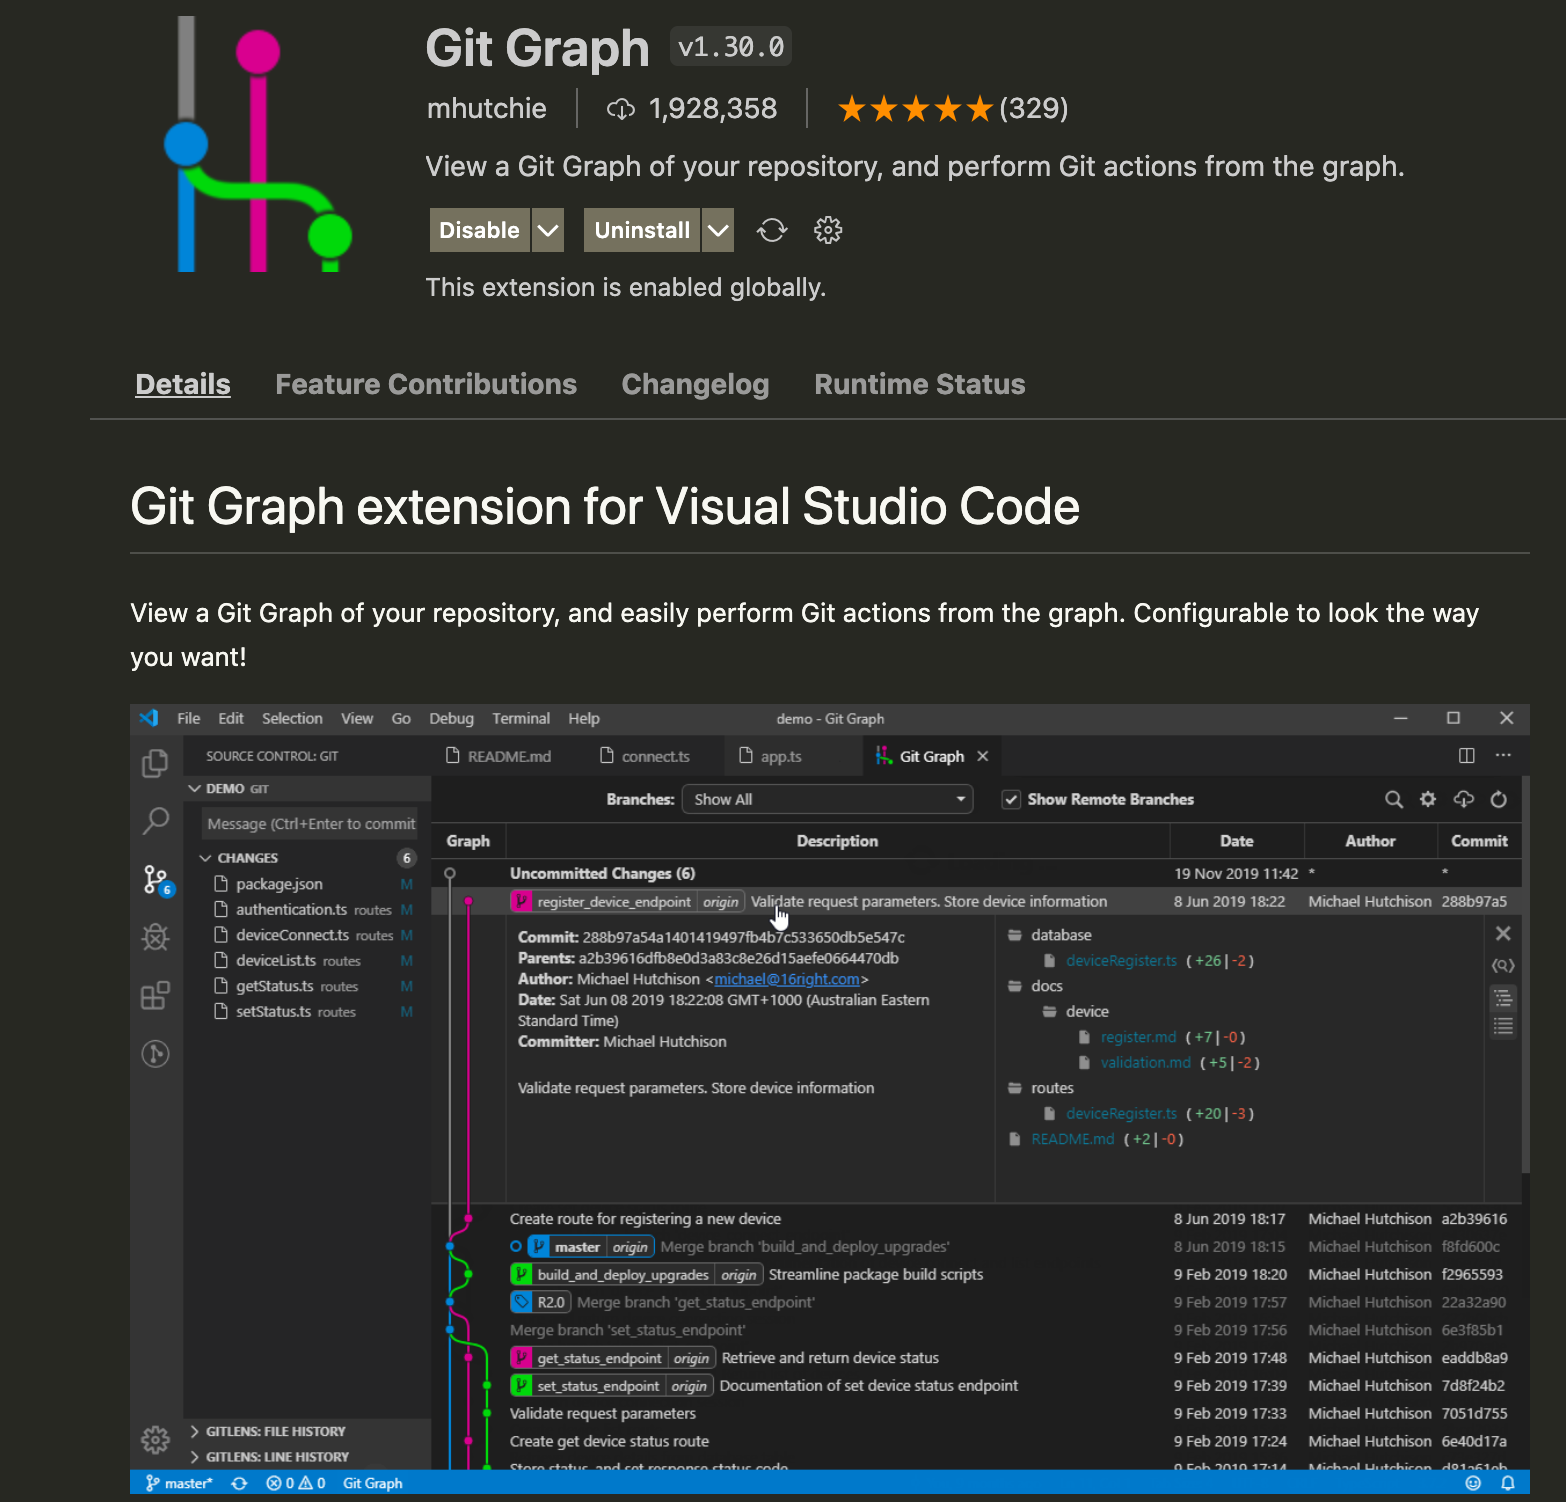 Git Graph v1.30.0
mhutchie 1,928,358 (329)
View a Git Graph of your repository, and perform Git actions from the graph.
Disable Uninstall
This extension is enabled globally.
Details Feature Contributions Changelog Runtime Status
Git Graph extension for Visual Studio Code
View a Git Graph of your repository, and easily perform Git actions from the graph. Configurable to look the way
you want!
File Edit Selection View Go Debug Terminal Help demo - Git Graph
SOURCE CONTROL: GIT
README.md connect.ts app.ts Git Graph
DEMO GIT
Message (Ctrl+Enter to commit
CHANGES 6
package.json M
authentication.ts routes M
deviceConnect.ts routes M
deviceList.ts routes M
getStatus.ts routes M
setStatus.ts routes M
6
GITLENS: FILE HISTORY
GITLENS: LINE HISTORY
Branches: Show All Show Remote Branches
Graph Description Date Author Commit
Uncommitted Changes (6) 19 Nov 2019 11:42 * *
register_device_endpoint origin Validate request parameters. Store device information 8 Jun 2019 18:22 Michael Hutchison 288b97a5
Commit: 288b97a54a1401419497fb4b7c533650db5e547c
Parents: a2b39616dfb8e0d3a83c8e26d15aefe0664470db
Author: Michael Hutchison <michael@16right.com>
Date: Sat Jun 08 2019 18:22:08 GMT+1000 (Australian Eastern
Standard Time)
Committer: Michael Hutchison
Validate request parameters. Store device information
database
deviceRegister.ts (+26|-2)
docs
device
register.md (+7|-0)
validation.md (+5|-2)
routes
deviceRegister.ts (+20|-3)
README.md (+2|-0)
Create route for registering a new device 8 Jun 2019 18:17 Michael Hutchison a2b39616
master origin Merge branch 'build_and_deploy_upgrades' 8 Jun 2019 18:15 Michael Hutchison f8fd600c
build_and_deploy_upgrades origin Streamline package build scripts 9 Feb 2019 18:20 Michael Hutchison f2965593
R2.0 Merge branch 'get_status_endpoint' 9 Feb 2019 17:57 Michael Hutchison 22a32a90
Merge branch 'set_status_endpoint' 9 Feb 2019 17:56 Michael Hutchison 6e3f85b1
get_status_endpoint origin Retrieve and return device status 9 Feb 2019 17:48 Michael Hutchison eaddb8a9
set_status_endpoint origin Documentation of set device status endpoint 9 Feb 2019 17:39 Michael Hutchison 7d8f24b2
Validate request parameters 9 Feb 2019 17:33 Michael Hutchison 7051d755
Create get device status route 9 Feb 2019 17:24 Michael Hutchison 6e40d17a
Store status, and set response status code 9 Feb 2019 17:14 Michael Hutchison d81a61eb
master* 0 0 Git Graph